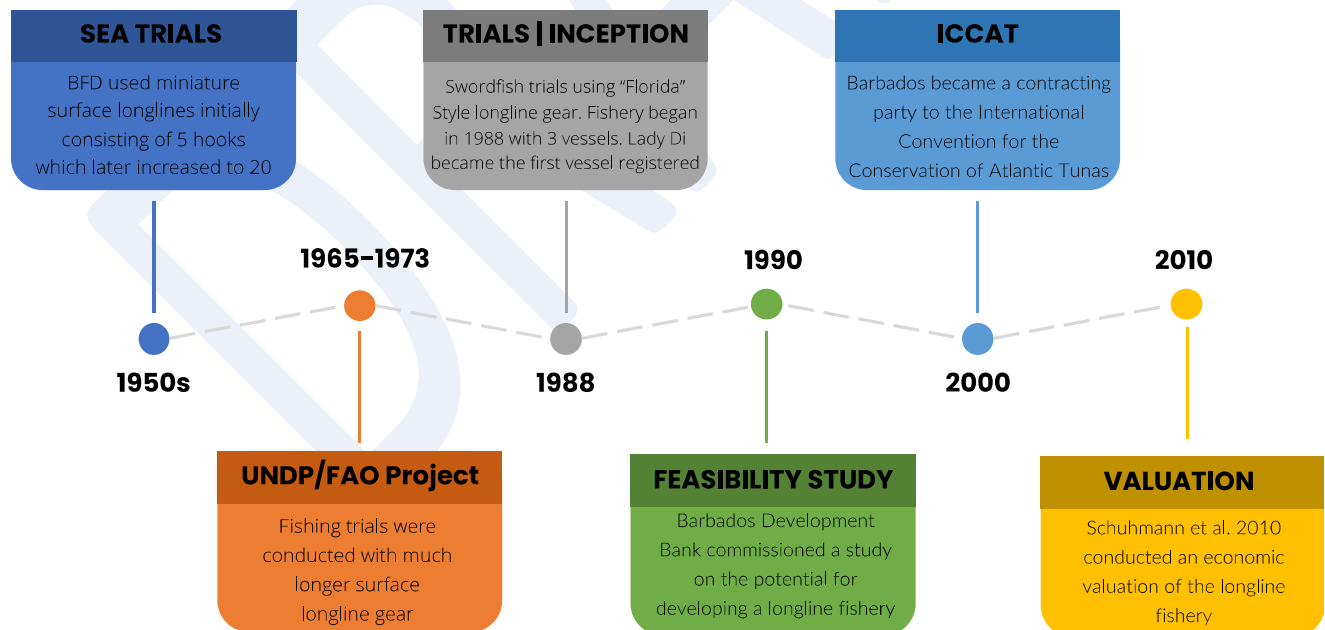 SEA TRIALS
BFD used miniature
surface longlines initially
consisting of 5 hooks
which later increased to 20
TRIALS | INCEPTION
Swordfish trials using “Florida”
Style longline gear. Fishery began
in 1988 with 3 vessels. Lady Di
became the first vessel registered
ICCAT
Barbados became a contracting
party to the International
Convention for the
Conservation of Atlantic Tunas
1965-1973
1990
2010
1950s
1988
2000
UNDP/FAO Project
Fishing trials were
conducted with much
longer surface
longline gear
FEASIBILITY STUDY
Barbados Development
Bank commissioned a study
on the potential for
developing a longline fishery
VALUATION
Schuhmann et al. 2010
conducted an economic
valuation of the longline
fishery